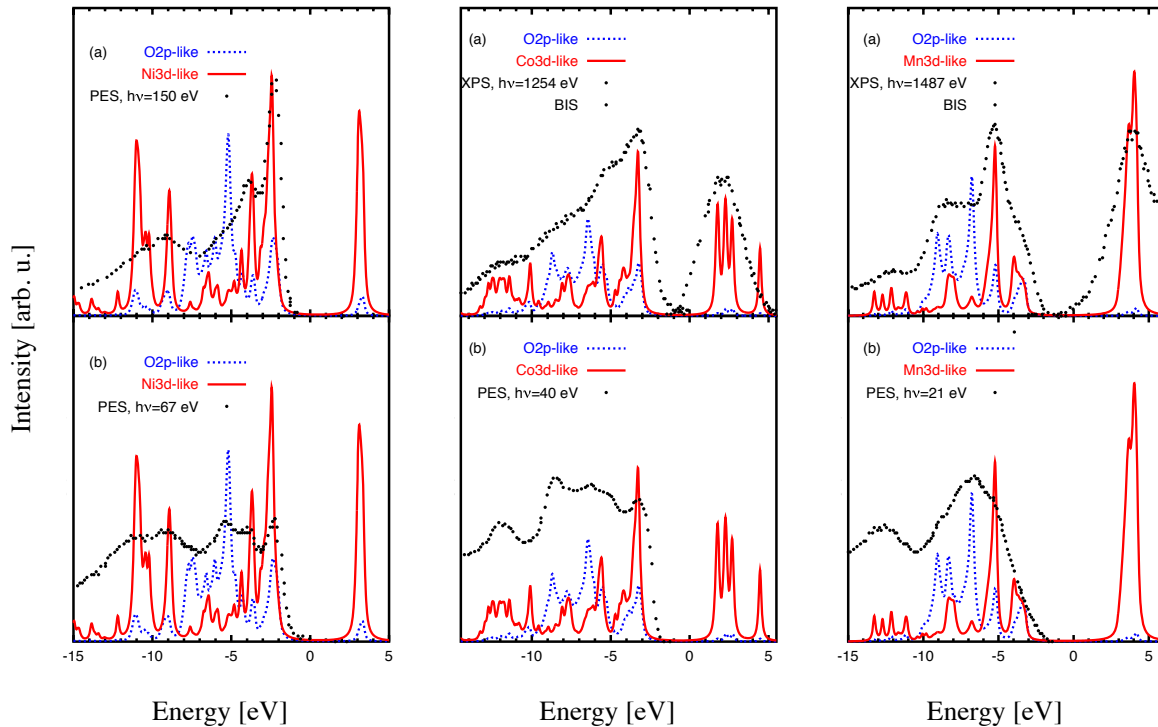 (a)
O2p-like
Ni3d-like
PES, hν=150 eV
(a)
O2p-like
Co3d-like
XPS, hν=1254 eV
BIS
(a)
O2p-like
Mn3d-like
XPS, hν=1487 eV
BIS
Intensity [arb. u.]
(b)
O2p-like
Ni3d-like
PES, hν=67 eV
(b)
O2p-like
Co3d-like
PES, hν=40 eV
(b)
O2p-like
Mn3d-like
PES, hν=21 eV
-15 -10 -5 0 5
-10 -5 0 5
-15 -10 -5 0 5
Energy [eV]
Energy [eV]
Energy [eV]